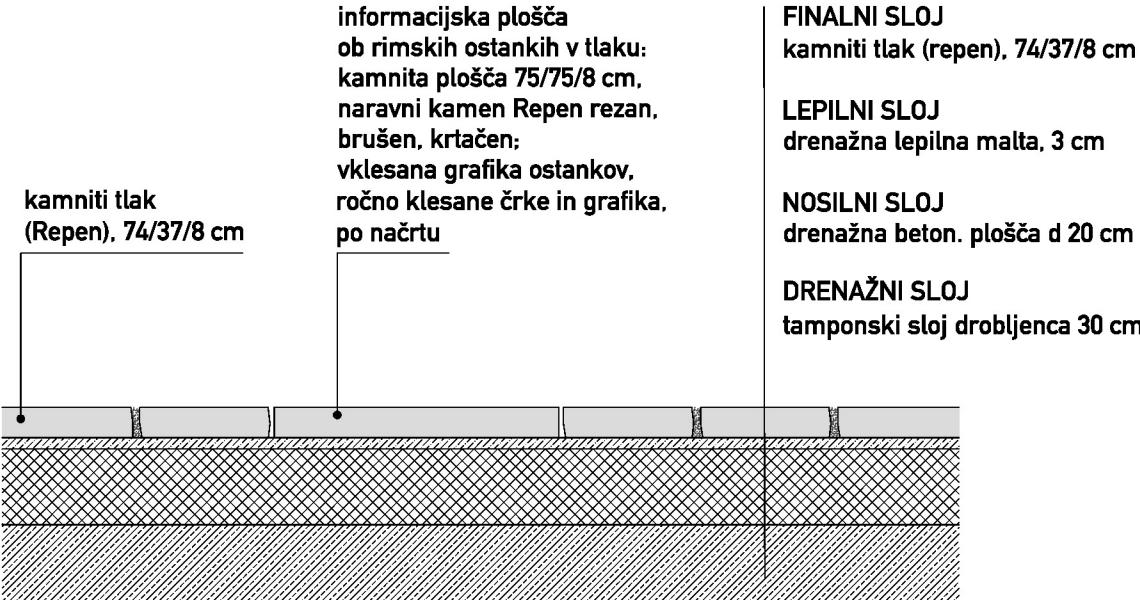 kamniti tlak
(Repen), 74/37/8 cm
informacijska plošča
ob rimskih ostankih v tlaku:
kamnita plošča 75/75/8 cm,
naravni kamen Repen rezan,
brušen, krtačen;
vklesana grafika ostankov,
ročno klesane črke in grafika,
po načrtu
FINALNI SLOJ
kamniti tlak (repen), 74/37/8 cm
LEPILNI SLOJ
drenažna lepilna malta, 3 cm
NOSILNI SLOJ
drenažna beton. plošča d 20 cm
DRENAŽNI SLOJ
tamponski sloj drobljenca 30 cm